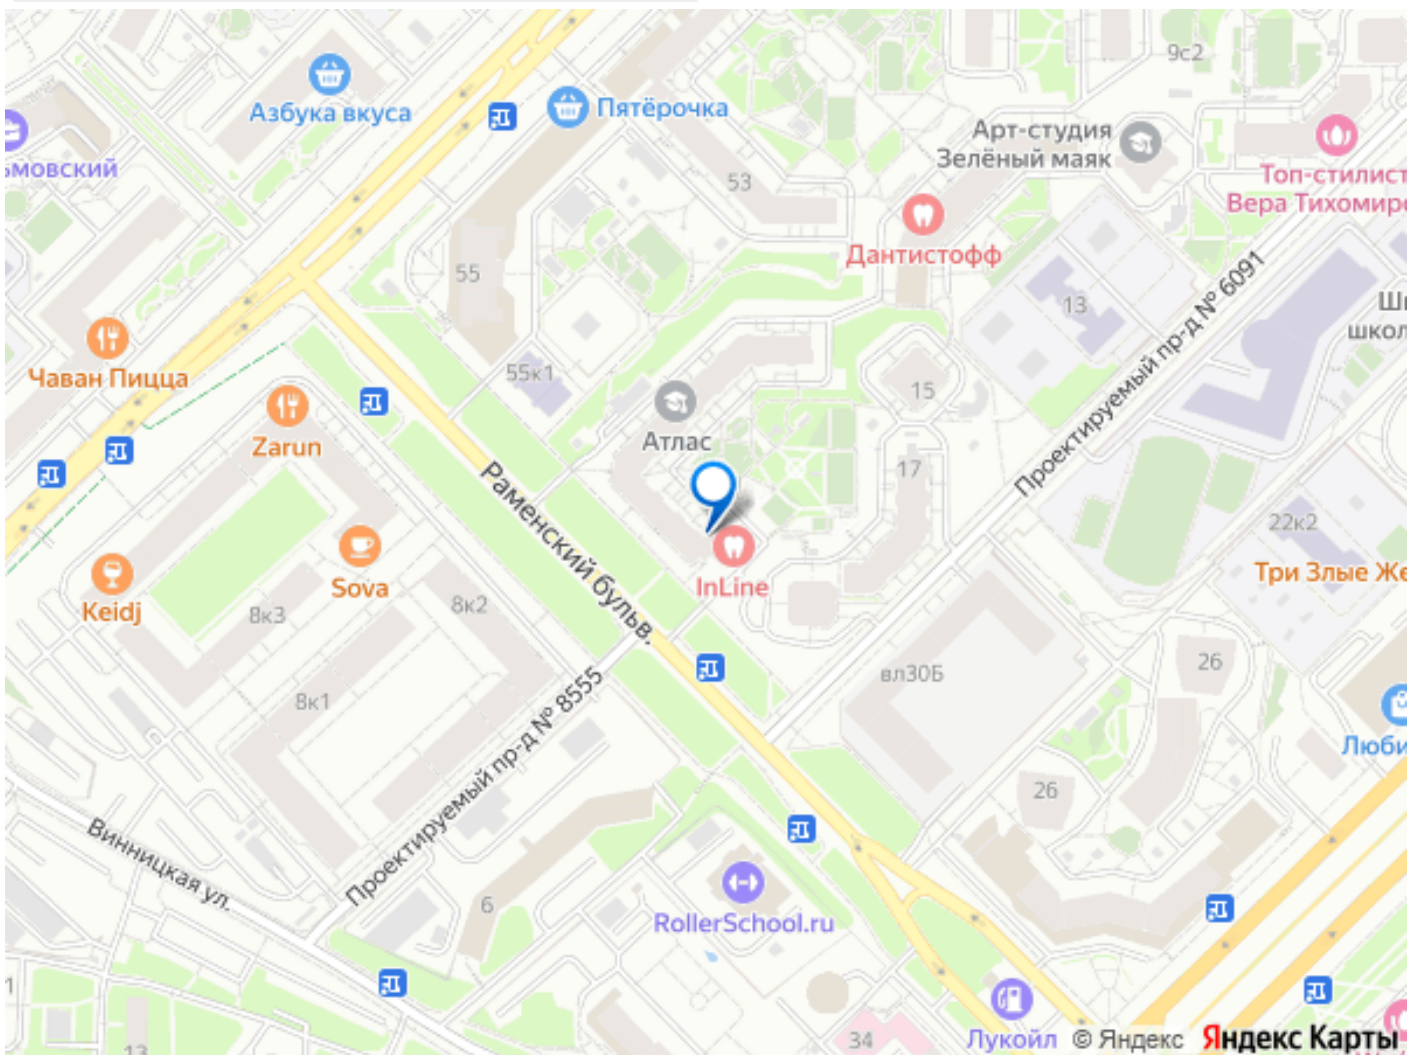 9с2
Азбука вкуса
Пятёрочка
Арт-студия
Зелёный маяк
ьмовский
53
Топ-стилист
Вера Тихомиро
Дантистофф
55
13
Проектируемый пр-д № 6091
Шк
школ
Чаван Пицца
55к1
15
Zarun
Атлас
17
Раменский бульв.
22к2
Sova
InLine
Три Злые Же
Keidj
8к3
8к2
26
вл30Б
8к1
Проектируемый пр-д № 8555
Люби
26
Винницкая ул.
6
RollerSchool.ru
1
13
34
Лукойл
© Яндекс
Яндекс Карты